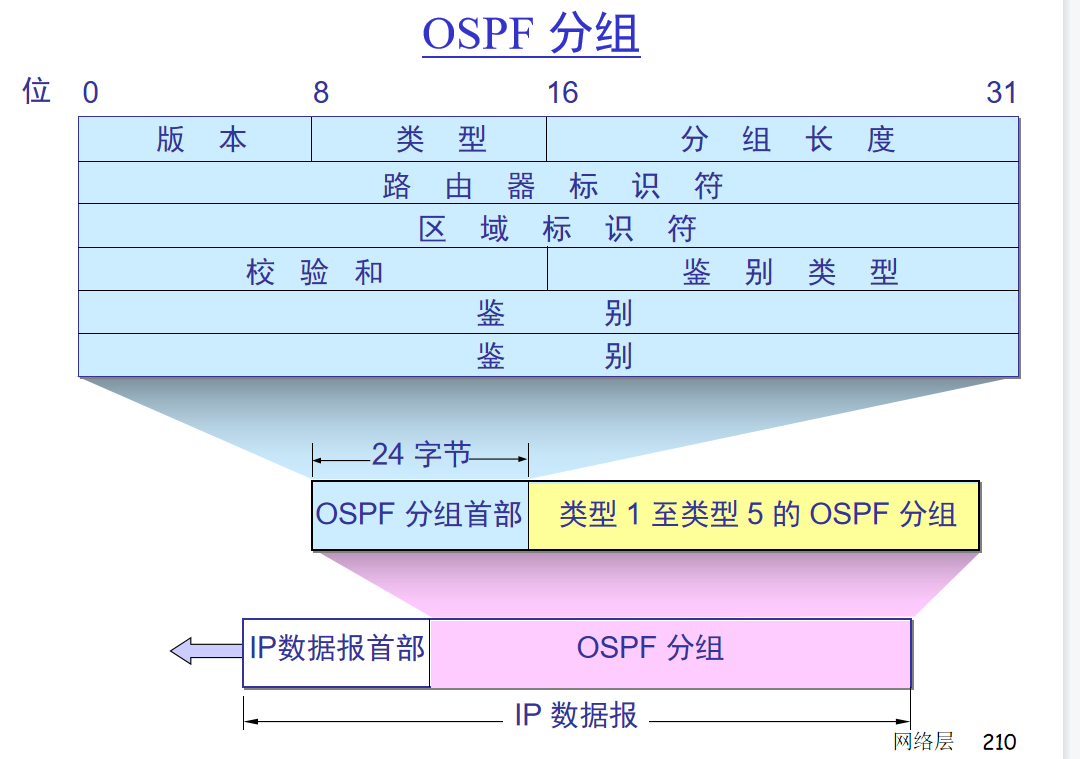 OSPF 分组
位 0 8 16 31
版 本 类 型 分 组 长 度
路 由 器 标 识 符
区 域 标 识 符
校 验 和 鉴 别 类 型
鉴 别
鉴 别
24 字节
OSPF 分组首部 类型 1 至类型 5 的 OSPF 分组
IP数据报首部 OSPF 分组
IP 数据报
网络层 210